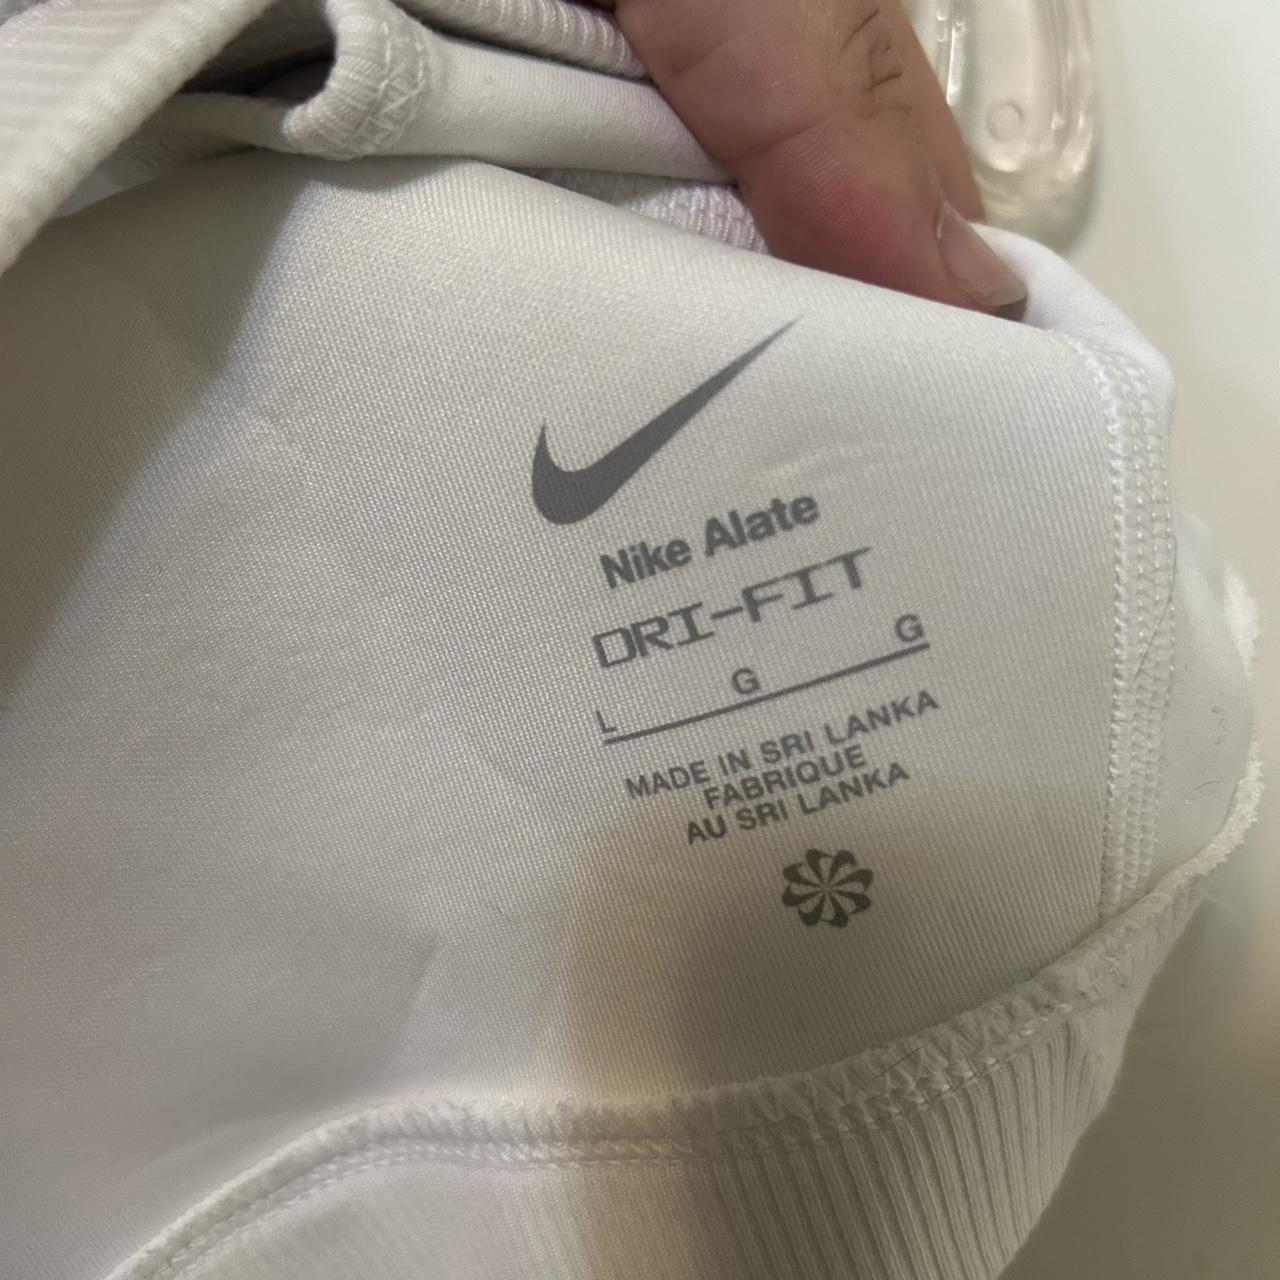 Nike Alate
DRI-FIT
L G G
MADE IN SRI LANKA
FABRIQUE
AU SRI LANKA